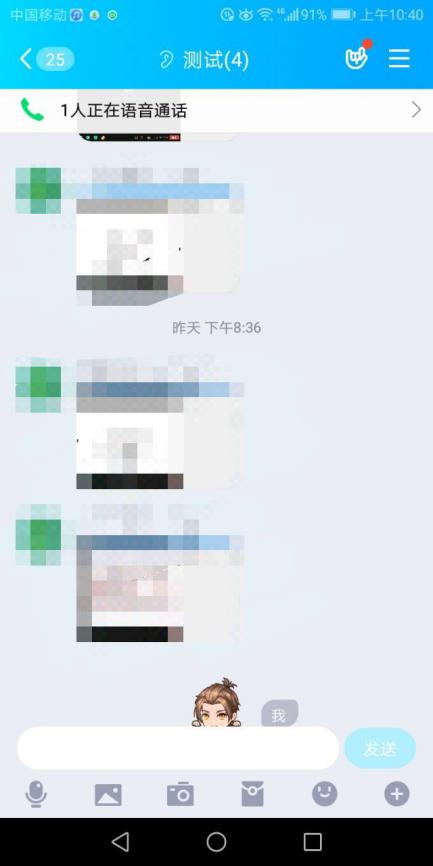 中国移动 91% 上午10:40
25 测试(4)
1人正在语音通话
昨天 下午8:36
我
发送